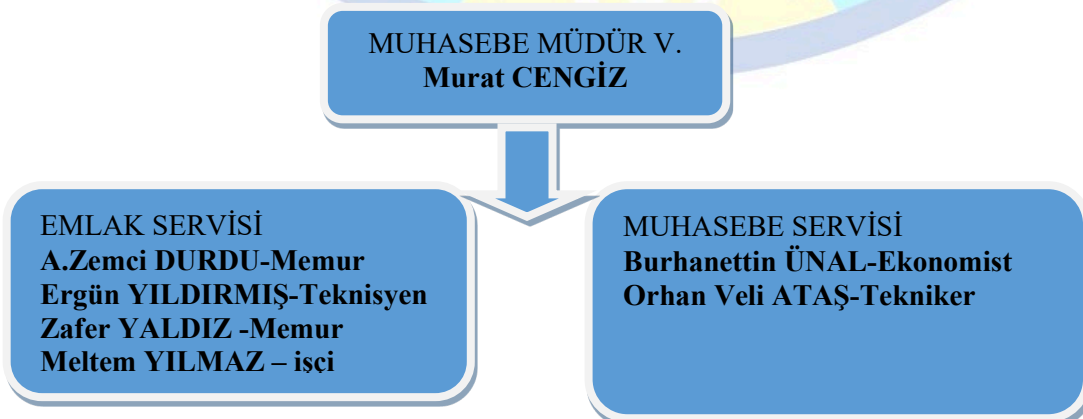 MUHASEBE MÜDÜR V.
Murat CENGİZ
EMLAK SERVİSİ
A.Zemci DURDU-Memur
Ergün YILDIRMIŞ-Teknisyen
Zafer YALDIZ -Memur
Meltem YILMAZ – işçi
MUHASEBE SERVİSİ
Burhanettin ÜNAL-Ekonomist
Orhan Veli ATAŞ-Tekniker